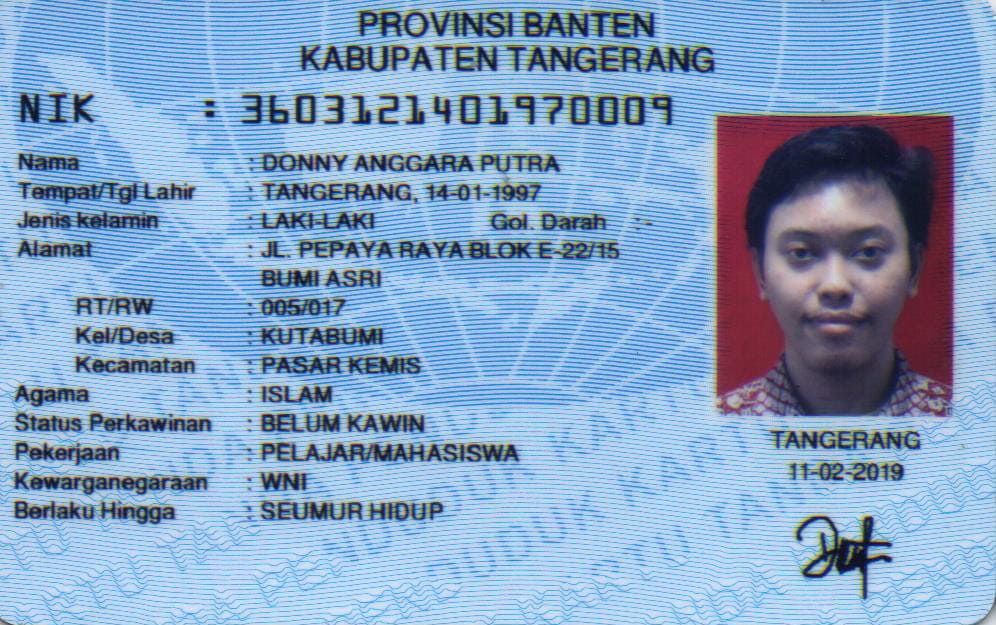 PROVINSI BANTEN
KABUPATEN TANGERANG
NIK : 3603121401970009
Nama : DONNY ANGGARA PUTRA
Tempat/Tgl Lahir : TANGERANG, 14-01-1997
Jenis kelamin : LAKI-LAKI Gol. Darah : -
Alamat : JL. PEPAYA RAYA BLOK E-22/15
BUMI ASRI
RT/RW : 005/017
Kel/Desa : KUTABUMI
Kecamatan : PASAR KEMIS
Agama : ISLAM
Status Perkawinan : BELUM KAWIN
Pekerjaan : PELAJAR/MAHASISWA
Kewarganegaraan : WNI
Berlaku Hingga : SEUMUR HIDUP
TANGERANG
11-02-2019